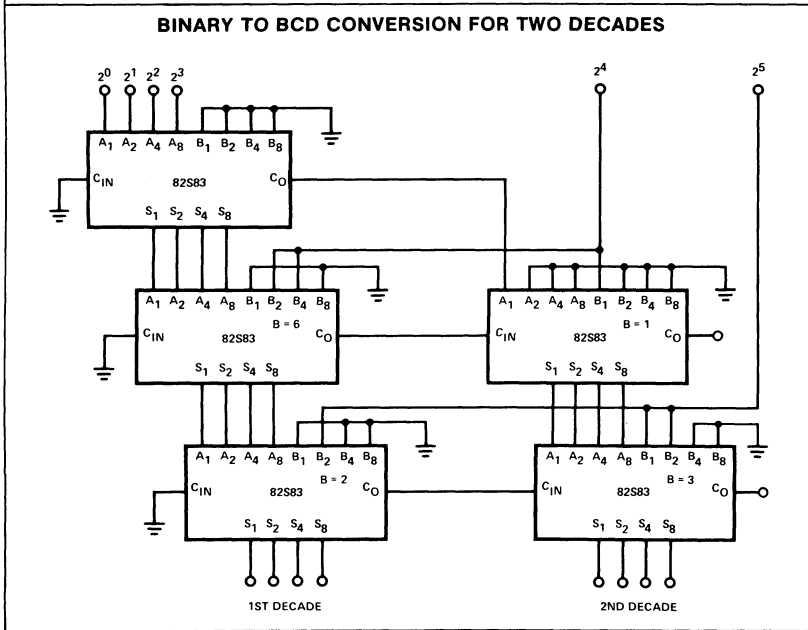 BINARY TO BCD CONVERSION FOR TWO DECADES
2⁰ 2¹ 2² 2³ 2⁴ 2⁵
A₁ A₂ A₄ A₈ B₁ B₂ B₄ B₈
C_IN 82S83 C_O
S₁ S₂ S₄ S₈
A₁ A₂ A₄ A₈ B₁ B₂ B₄ B₈
B = 6
C_IN 82S83 C_O
S₁ S₂ S₄ S₈
A₁ A₂ A₄ A₈ B₁ B₂ B₄ B₈
B = 1
C_IN 82S83 C_O
S₁ S₂ S₄ S₈
A₁ A₂ A₄ A₈ B₁ B₂ B₄ B₈
B = 2
C_IN 82S83 C_O
S₁ S₂ S₄ S₈
1ST DECADE
A₁ A₂ A₄ A₈ B₁ B₂ B₄ B₈
B = 3
C_IN 82S83 C_O
S₁ S₂ S₄ S₈
2ND DECADE